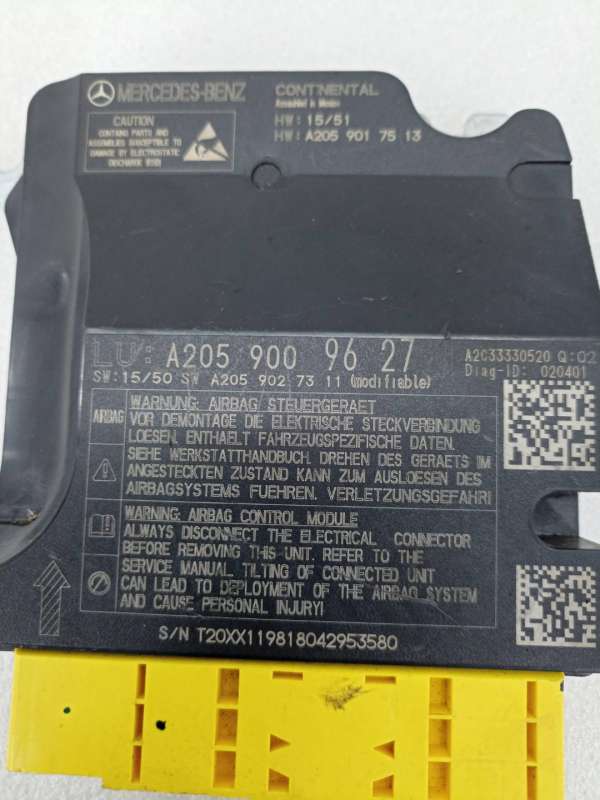 MERCEDES-BENZ
CONTINENTAL
Assembled in Mexico
HW: 15/51
HW: A205 901 75 13
CAUTION
CONTAINS PARTS AND
ASSEMBLIES SUSCEPTIBLE TO
DAMAGE BY ELECTROSTATIC
DISCHARGE (ESD)
LU: A205 900 96 27
A2C33330520 Q:02
SW: 15/50 SW A205 902 73 11 (modifiable)
Diag-ID: 020401
AIRBAG
WARNUNG: AIRBAG STEUERGERAET
VOR DEMONTAGE DIE ELEKTRISCHE STECKVERBINDUNG
LOESEN. ENTHAELT FAHRZEUGSPEZIFISCHE DATEN.
SIEHE WERKSTATTHANDBUCH. DREHEN DES GERAETS IM
ANGESTECKTEN ZUSTAND KANN ZUM AUSLOESEN DES
AIRBAGSYSTEMS FUEHREN. VERLETZUNGSGEFAHR!
WARNING: AIRBAG CONTROL MODULE
ALWAYS DISCONNECT THE ELECTRICAL CONNECTOR
BEFORE REMOVING THIS UNIT. REFER TO THE
SERVICE MANUAL TILTING OF CONNECTED UNIT
CAN LEAD TO DEPLOYMENT OF THE AIRBAG SYSTEM
AND CAUSE PERSONAL INJURY!
S/N T20XX119818042953580